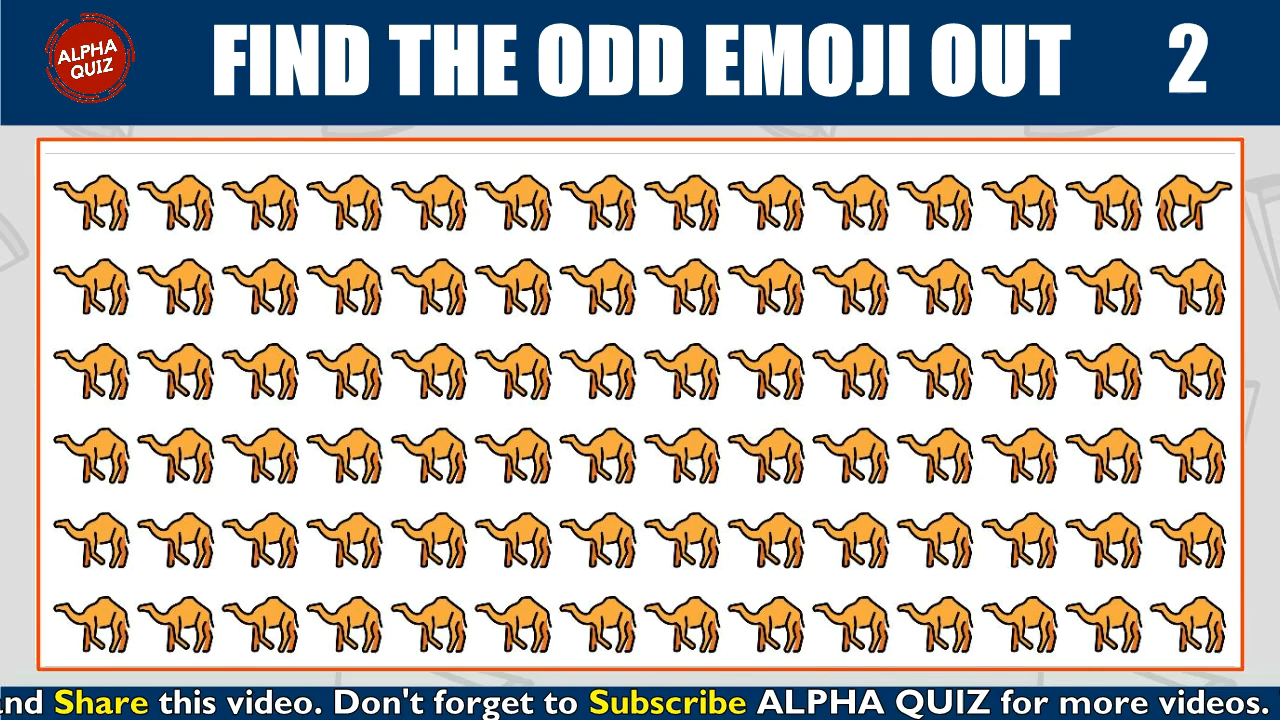 ALPHA
QUIZ
FIND THE ODD EMOJI OUT
2
Share this video. Don't forget to Subscribe ALPHA QUIZ for more videos.